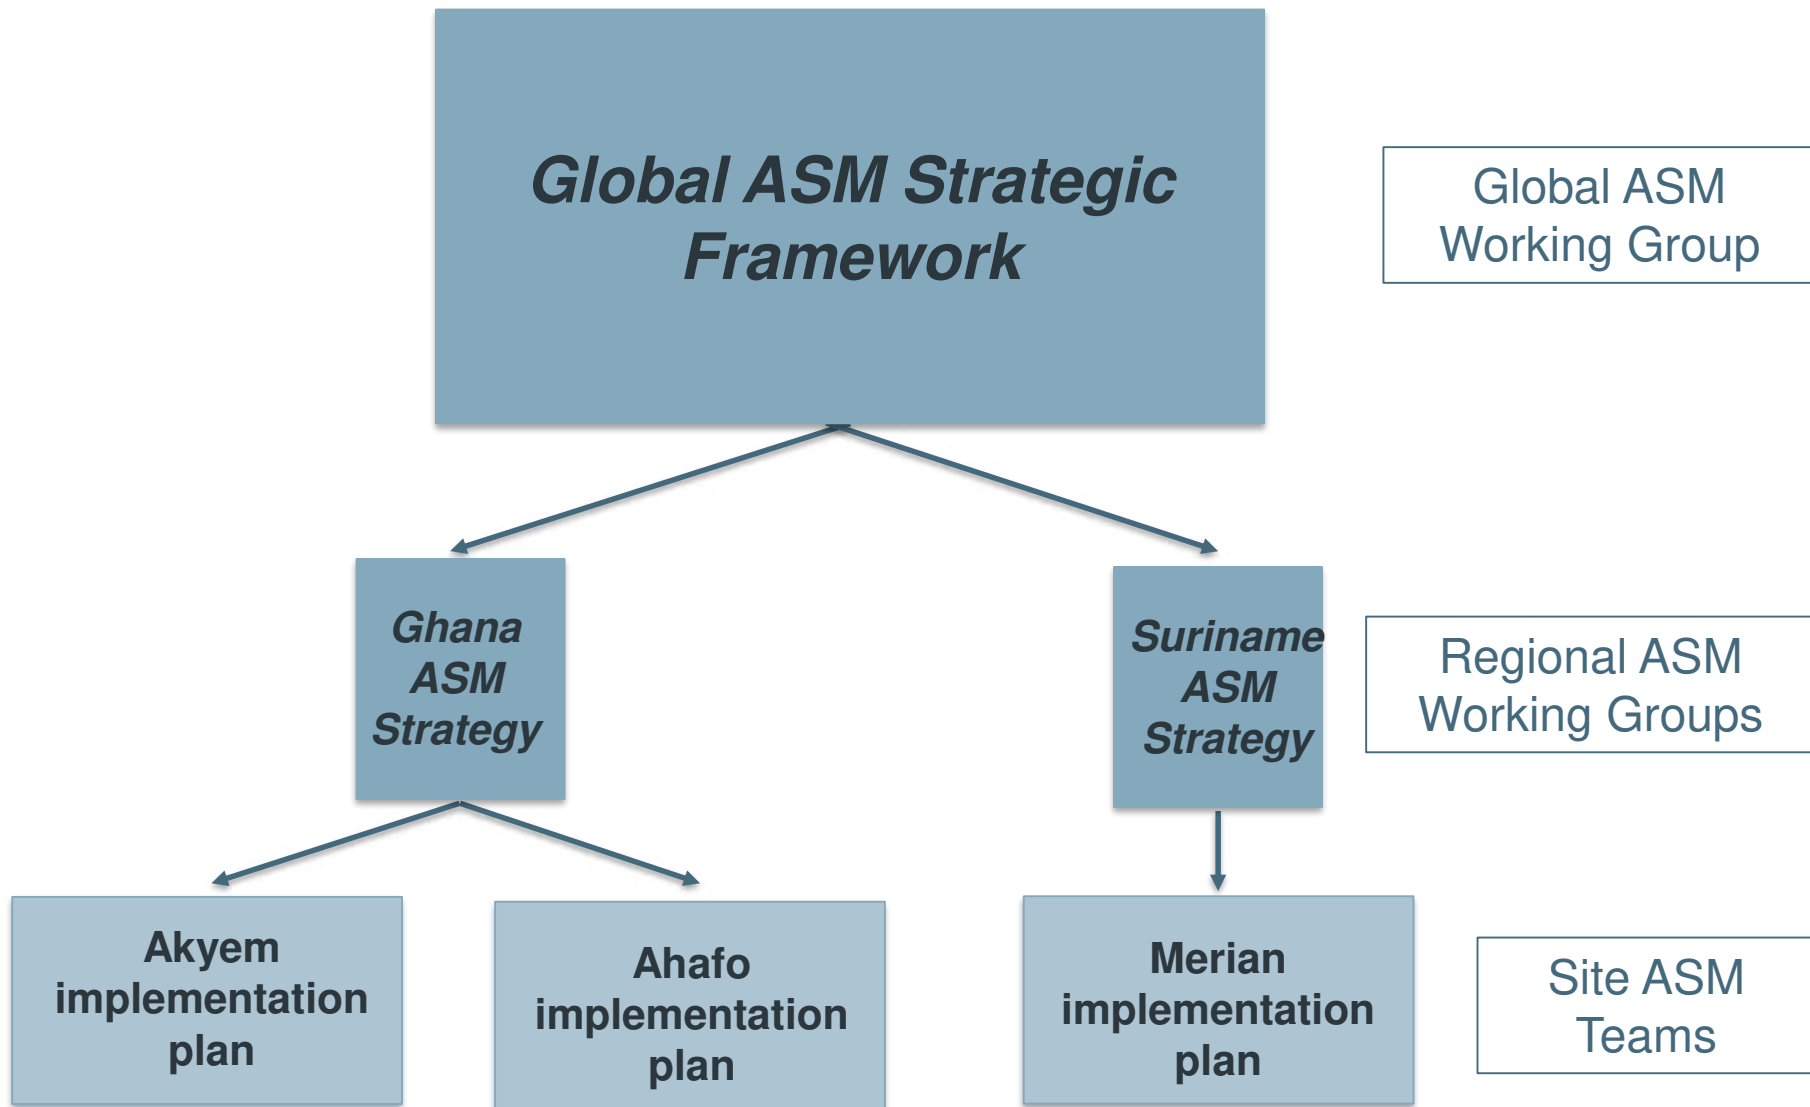 Global ASM Strategic
Framework
Global ASM
Working Group
Ghana
ASM
Strategy
Suriname
ASM
Strategy
Regional ASM
Working Groups
Akyem
implementation
plan
Ahafo
implementation
plan
Merian
implementation
plan
Site ASM
Teams